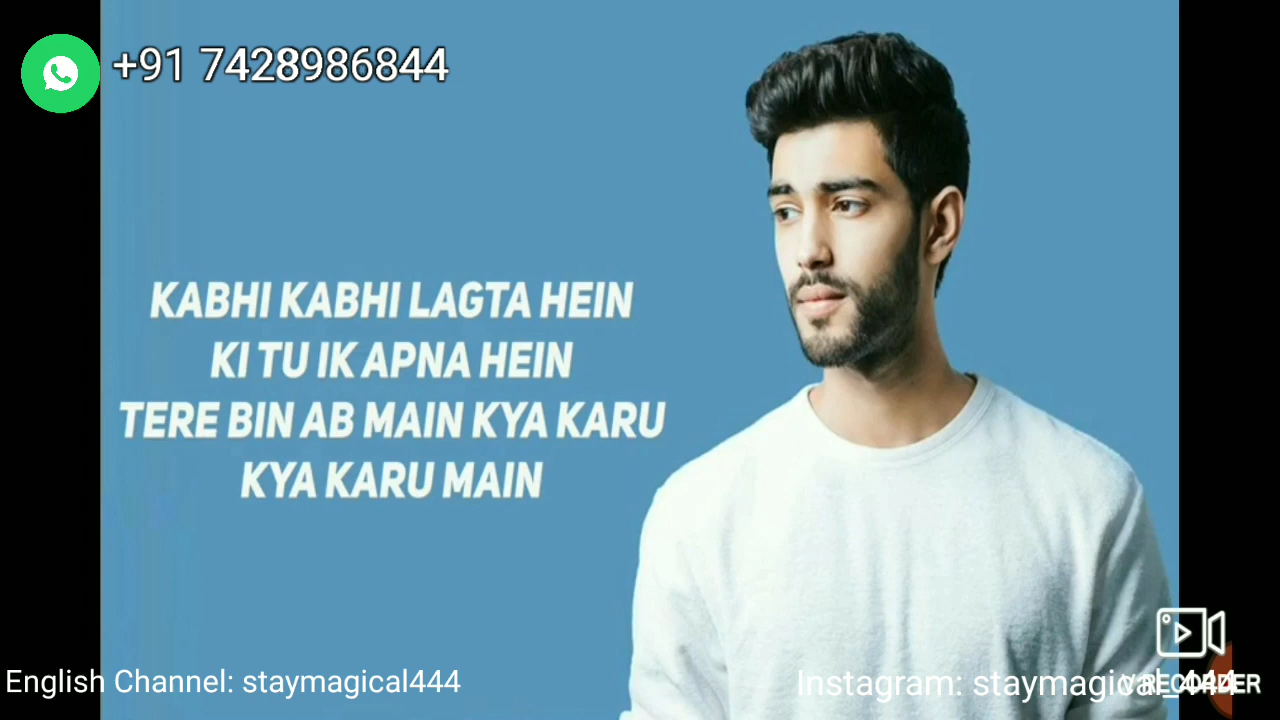 +91 7428986844
KABHI KABHI LAGTA HEIN
KI TU IK APNA HEIN
TERE BIN AB MAIN KYA KARU
KYA KARU MAIN
English Channel: staymagical444
Instagram: staymagical_444
V RECORDER